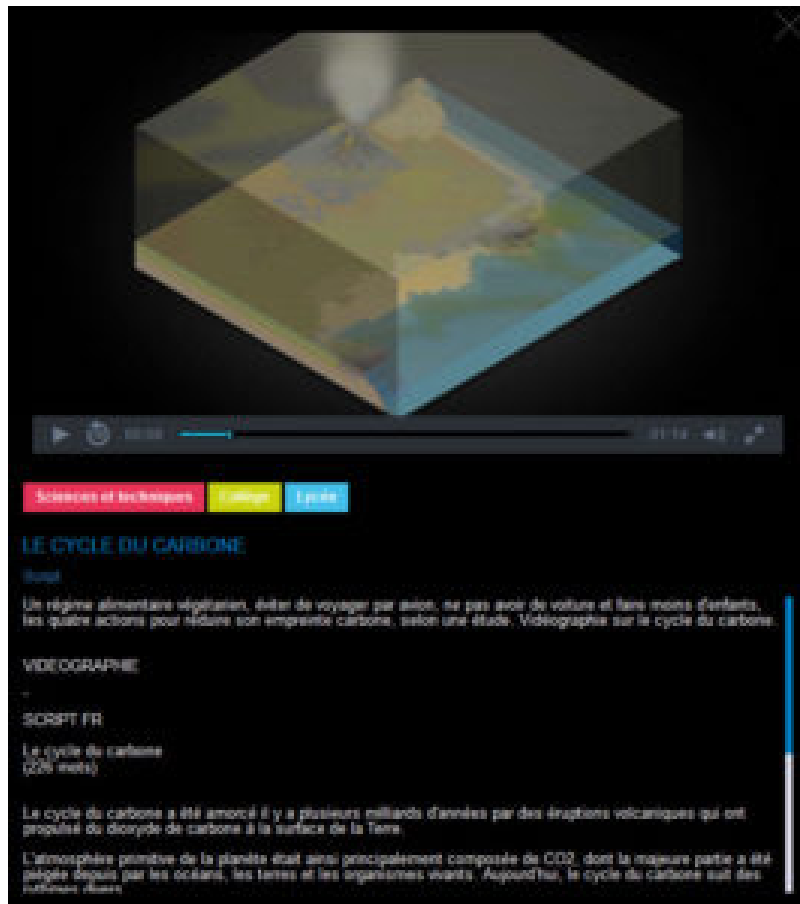 Sciences et techniques
Collège
Lycée
LE CYCLE DU CARBONE
Script
Un régime alimentaire végétarien, éviter de voyager par avion, ne pas avoir de voiture et faire moins d'enfants,
les quatre actions pour réduire son empreinte carbone, selon une étude. Vidéographie sur le cycle du carbone.
VIDEOGRAPHIE
-
SCRIPT FR
Le cycle du carbone
(226 mots)
Le cycle du carbone a été amorcé il y a plusieurs milliards d'années par des éruptions volcaniques qui ont
propulsé du dioxyde de carbone à la surface de la Terre.
L'atmosphère primitive de la planète était ainsi principalement composée de CO2, dont la majeure partie a été
piégée depuis par les océans, les terres et les organismes vivants. Aujourd'hui, le cycle du carbone suit des
rythmes divers